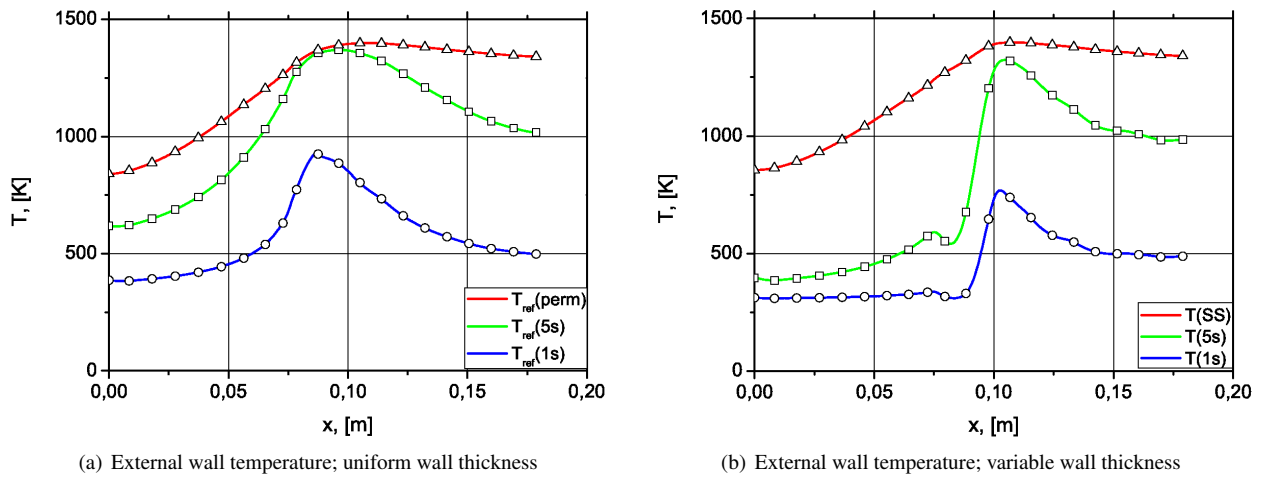 1500
1000
500
0
T, [K]
0,00
0,05
0,10
0,15
0,20
x, [m]
T_ref(perm)
T_ref(5s)
T_ref(1s)
(a) External wall temperature; uniform wall thickness
1500
1000
500
0
T, [K]
0,00
0,05
0,10
0,15
0,20
x, [m]
T(SS)
T(5s)
T(1s)
(b) External wall temperature; variable wall thickness